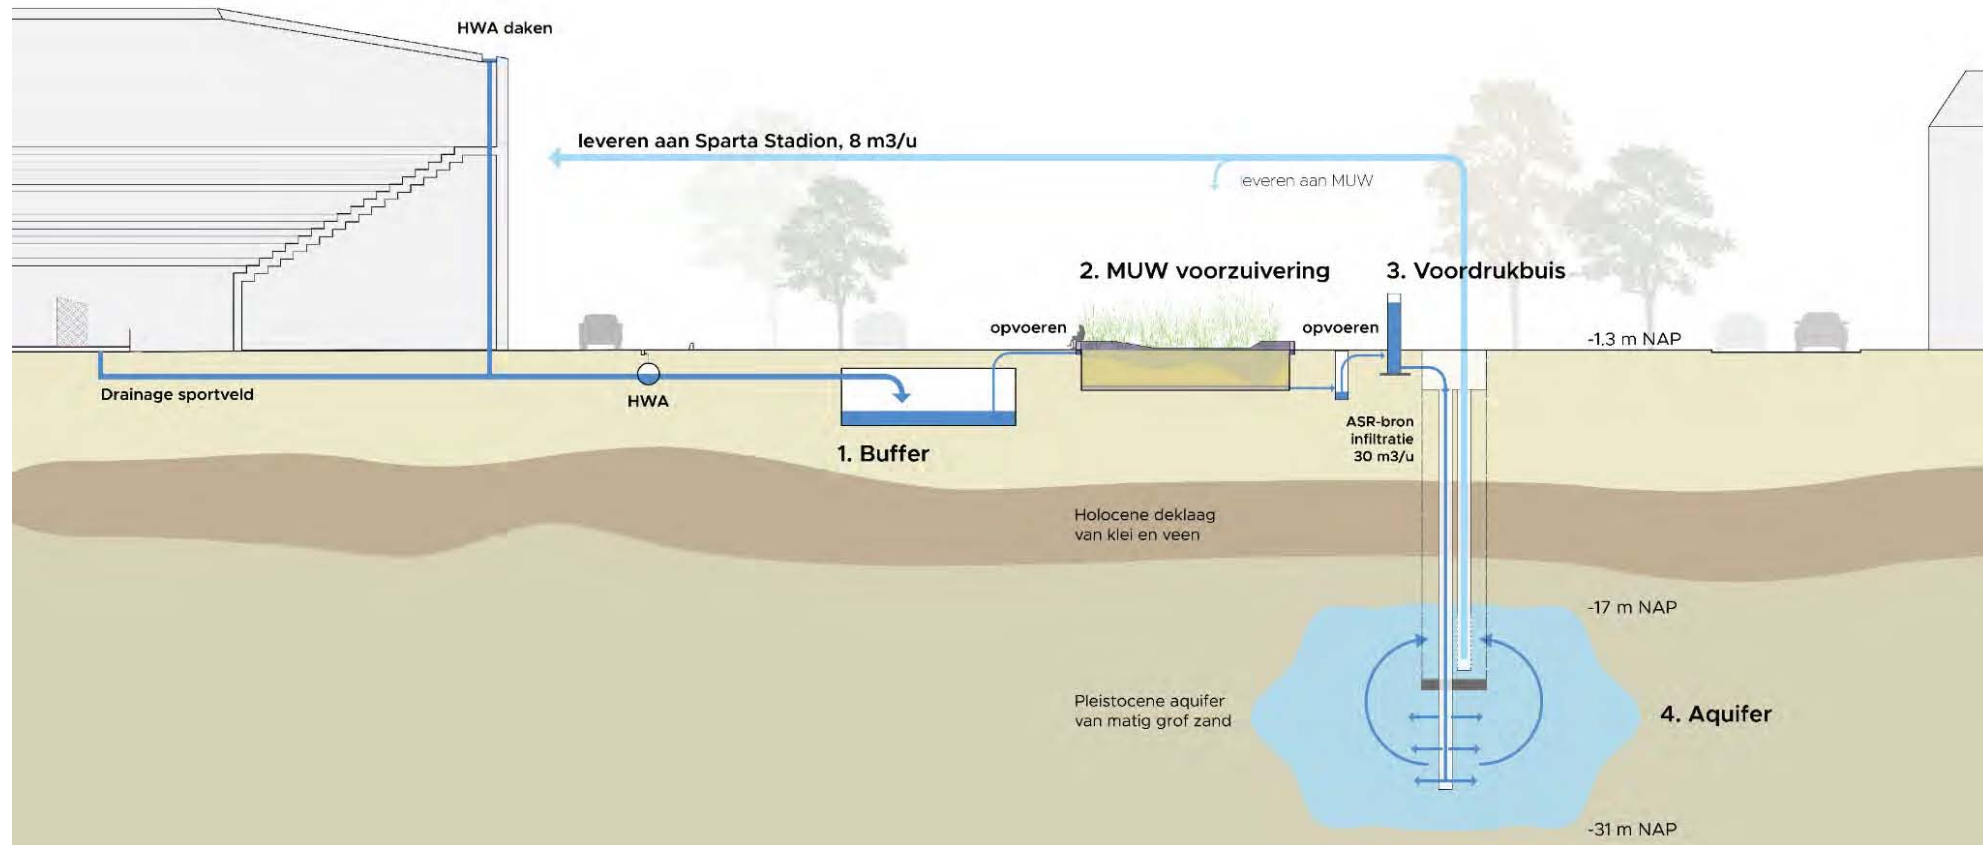 HWA daken
leveren aan Sparta Stadion, 8 m3/u
leveren aan MUW
2. MUW voorzuivering
3. Voordrukbuis
opvoeren
opvoeren
-1.3 m NAP
Drainage sportveld
HWA
1. Buffer
ASR-bron
infiltratie
30 m3/u
Holocene deklaag
van klei en veen
-17 m NAP
Pleistocene aquifer
van matig grof zand
4. Aquifer
-31 m NAP